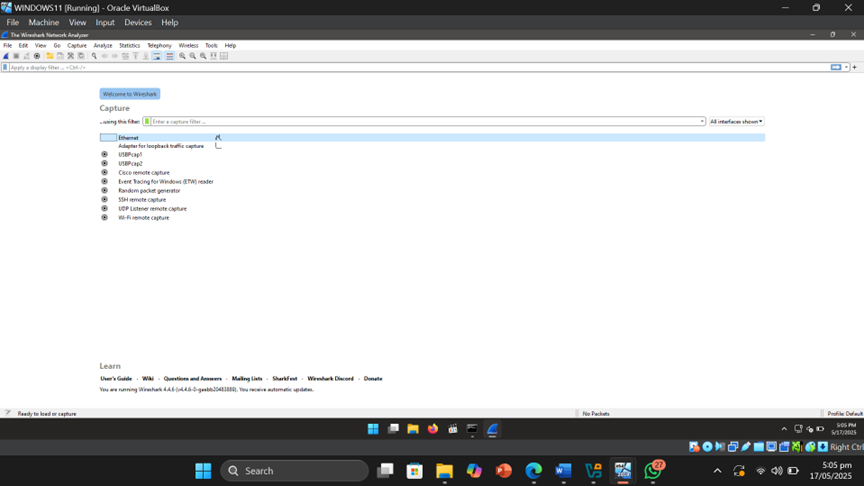 WINDOWS11 [Running] - Oracle VirtualBox
File Machine View Input Devices Help
The Wireshark Network Analyzer
File Edit View Go Capture Analyze Statistics Telephony Wireless Tools Help
Apply a display filter ... <Ctrl-/>
Welcome to Wireshark
Capture
...using this filter: Enter a capture filter ... All interfaces shown
Ethernet
Adapter for loopback traffic capture
USBPcap1
USBPcap2
Cisco remote capture
Event Tracing for Windows (ETW) reader
Random packet generator
SSH remote capture
UDP Listener remote capture
Wi-Fi remote capture
Learn
User's Guide · Wiki · Questions and Answers · Mailing Lists · SharkFest · Wireshark Discord · Donate
You are running Wireshark 4.4.6 (v4.4.6-0-geebb20483889). You receive automatic updates.
Ready to load or capture No Packets Profile: Default
5:05 PM
5/17/2025
Right Ctrl
Search
27
5:05 pm
17/05/2025